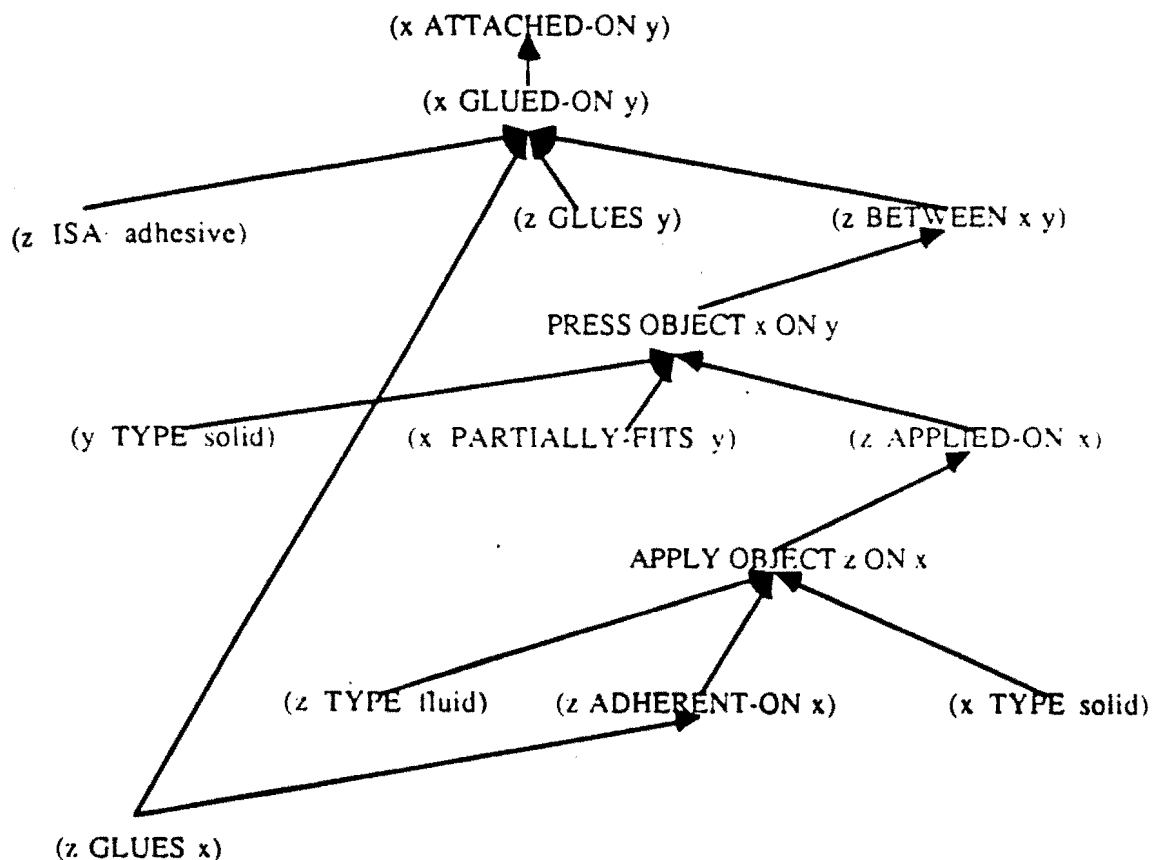 (x ATTACHED-ON y)
(x GLUED-ON y)
(z ISA adhesive) (z GLUES y) (z BETWEEN x y)
PRESS OBJECT x ON y
(y TYPE solid) (x PARTIALLY-FITS y) (z APPLIED-ON x)
APPLY OBJECT z ON x
(z TYPE fluid) (z ADHERENT-ON x) (x TYPE solid)
(z GLUES x)